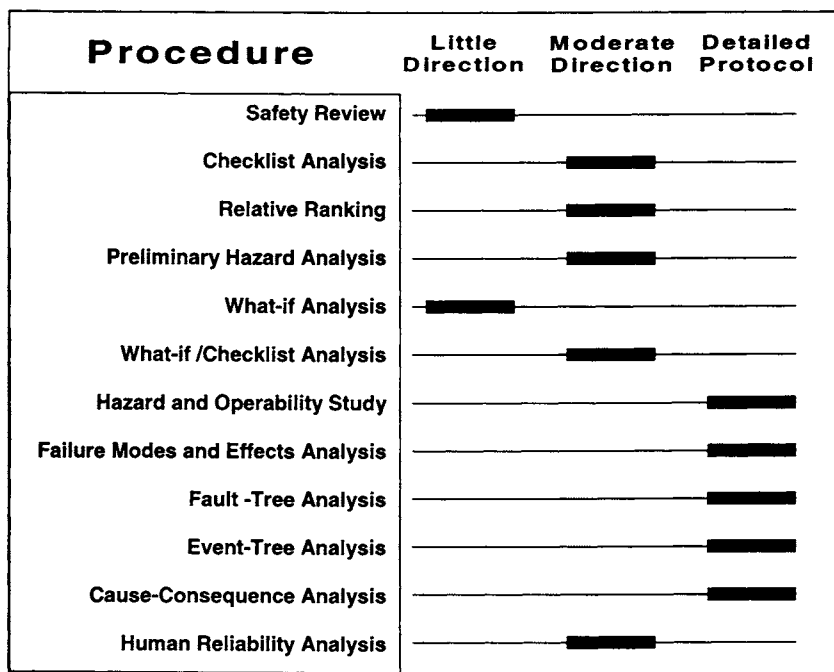 Procedure
Little Direction
Moderate Direction
Detailed Protocol
Safety Review
Checklist Analysis
Relative Ranking
Preliminary Hazard Analysis
What-if Analysis
What-if /Checklist Analysis
Hazard and Operability Study
Failure Modes and Effects Analysis
Fault -Tree Analysis
Event-Tree Analysis
Cause-Consequence Analysis
Human Reliability Analysis